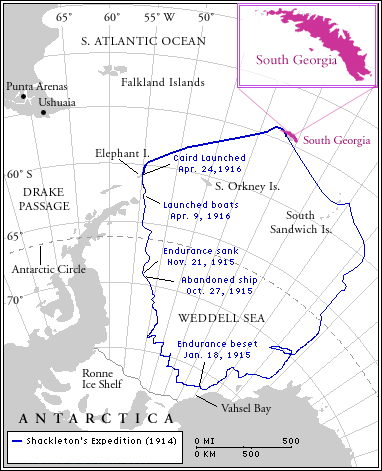 60° 55° W 50°
S. ATLANTIC OCEAN
South Georgia
Punta Arenas
Ushuaia
Falkland Islands
South Georgia
Elephant I.
Caird Launched
Apr. 24,1916
60° S
S. Orkney Is.
DRAKE
PASSAGE
Launched boats
Apr. 9, 1916
South
Sandwich Is.
65°
Endurance sank
Nov. 21, 1915
Antarctic Circle
Abandoned ship
Oct. 27, 1915
70°
WEDDELL SEA
Endurance beset
Jan. 18, 1915
Ronne
Ice Shelf
Vahsel Bay
ANTARCTICA
Shackleton's Expedition (1914)
0 MI 500
0 KM 500